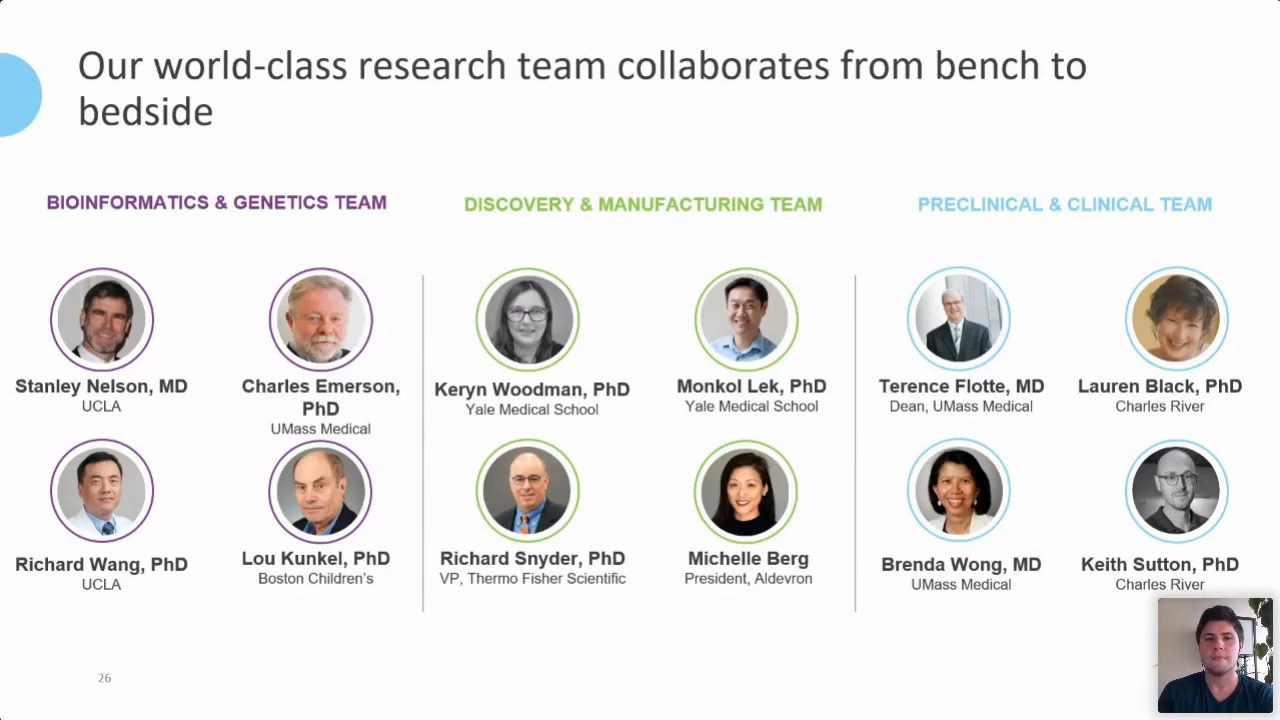 Our world-class research team collaborates from bench to
bedside
BIOINFORMATICS & GENETICS TEAM
Stanley Nelson, MD
UCLA
Charles Emerson,
PhD
UMass Medical
Richard Wang, PhD
UCLA
Lou Kunkel, PhD
Boston Children's
DISCOVERY & MANUFACTURING TEAM
Keryn Woodman, PhD
Yale Medical School
Monkol Lek, PhD
Yale Medical School
Richard Snyder, PhD
VP, Thermo Fisher Scientific
Michelle Berg
President, Aldevron
PRECLINICAL & CLINICAL TEAM
Terence Flotte, MD
Dean, UMass Medical
Lauren Black, PhD
Charles River
Brenda Wong, MD
UMass Medical
Keith Sutton, PhD
Charles River
26